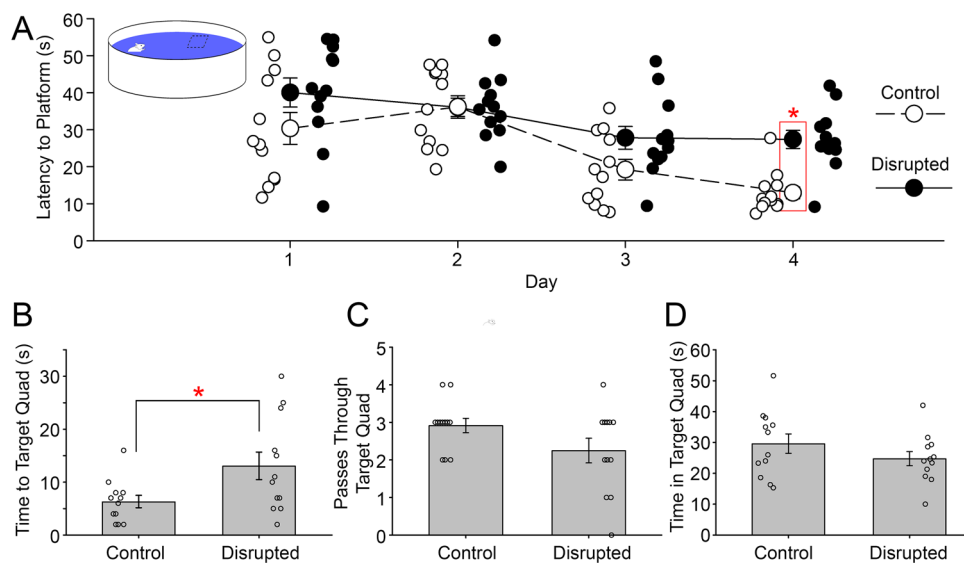 A
Latency to Platform (s)
60
50
40
30
20
10
0
*
Control
Disrupted
1
2
3
4
Day
B
Time to Target Quad (s)
30
20
10
0
*
Control
Disrupted
C
Passes Through
Target Quad
5
4
3
2
1
0
Control
Disrupted
D
Time in Target Quad (s)
60
50
40
30
20
10
0
Control
Disrupted